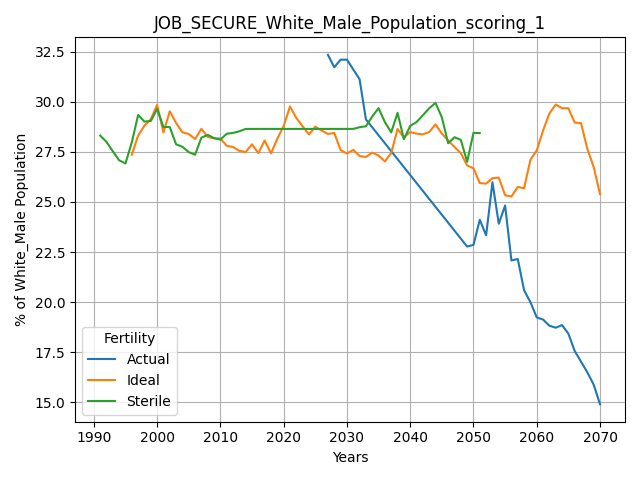 JOB_SECURE_White_Male_Population_scoring_1
% of White_Male Population
32.5
30.0
27.5
25.0
22.5
20.0
17.5
15.0
Fertility
Actual
Ideal
Sterile
1990 2000 2010 2020 2030 2040 2050 2060 2070
Years